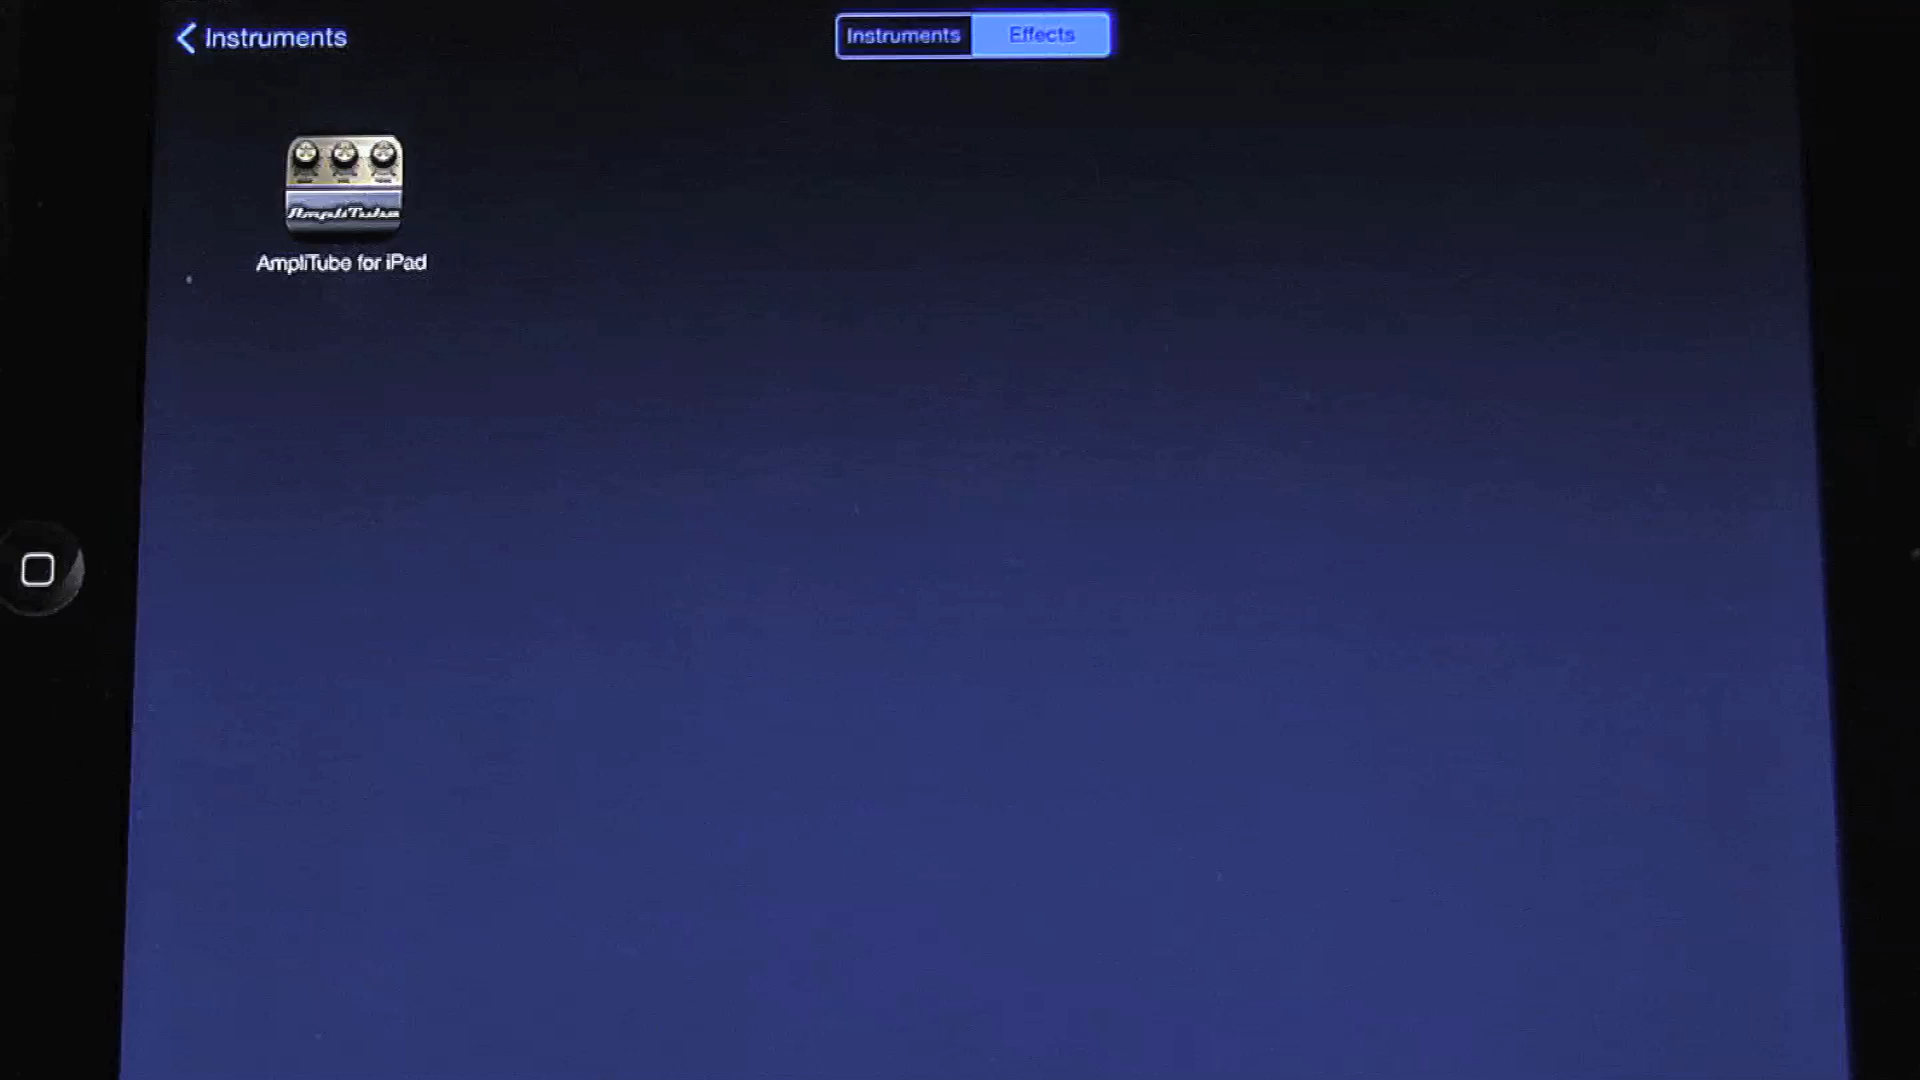 Instruments
Instruments Effects
AmpliTube
AmpliTube for iPad